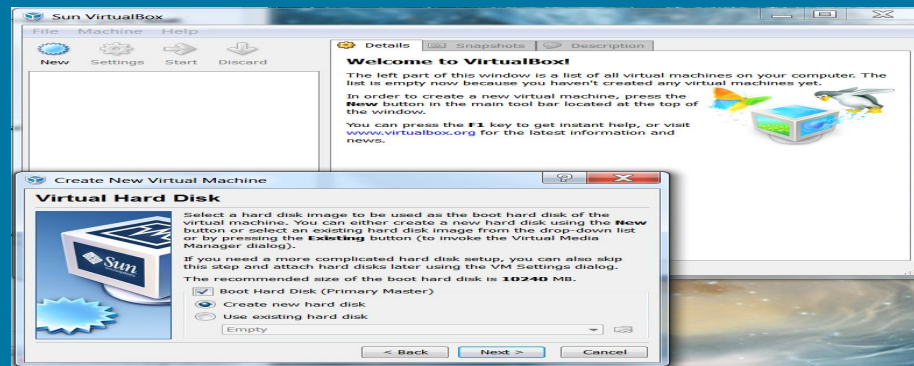 Sun VirtualBox
File Machine Help
New Settings Start Discard
Details Snapshots Description
Welcome to VirtualBox!
The left part of this window is a list of all virtual machines on your computer. The
list is empty now because you haven't created any virtual machines yet.
In order to create a new virtual machine, press the
New button in the main tool bar located at the top of
the window.
You can press the F1 key to get instant help, or visit
www.virtualbox.org for the latest information and
news.
Create New Virtual Machine
Virtual Hard Disk
Select a hard disk image to be used as the boot hard disk of the
virtual machine. You can either create a new hard disk using the New
button or select an existing hard disk image from the drop-down list
or by pressing the Existing button (to invoke the Virtual Media
Manager dialog).
If you need a more complicated hard disk setup, you can also skip
this step and attach hard disks later using the VM Settings dialog.
The recommended size of the boot hard disk is 10240 MB.
Boot Hard Disk (Primary Master)
Create new hard disk
Use existing hard disk
Empty
Sun
< Back Next > Cancel